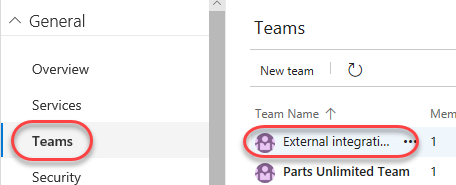 General
Overview
Services
Teams
Security
Teams
New team
Team Name ↑ Mem
External integrati... ••• 1
Parts Unlimited Team 1